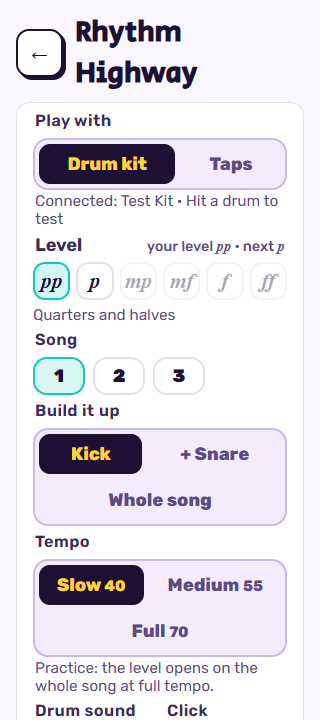 ←
Rhythm
Highway
Play with
Drum kit Taps
Connected: Test Kit • Hit a drum to
test
Level your level pp • next p
pp p mp mf f ff
Quarters and halves
Song
1 2 3
Build it up
Kick + Snare
Whole song
Tempo
Slow 40 Medium 55
Full 70
Practice: the level opens on the
whole song at full tempo.
Drum sound Click